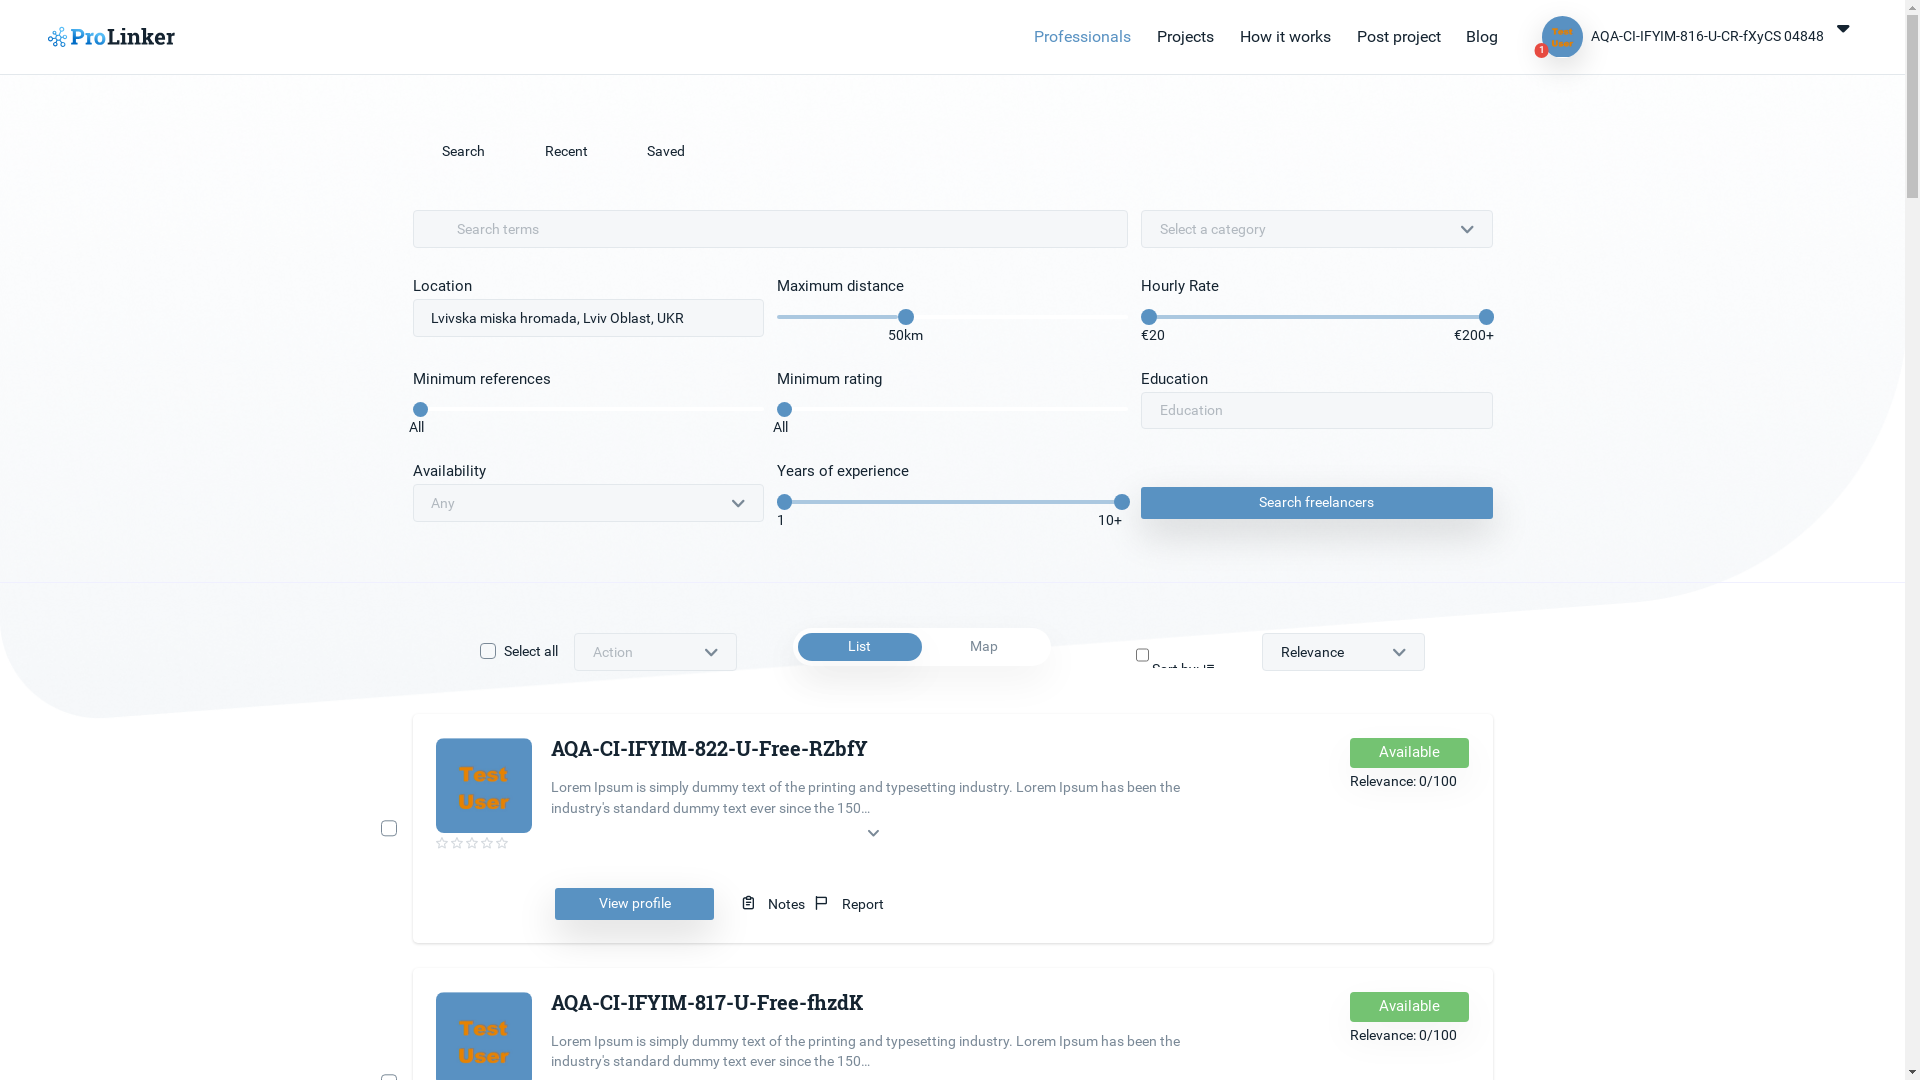 ProLinker
Professionals
Projects
How it works
Post project
Blog
Test
User
1
AQA-CI-IFYIM-816-U-CR-fXyCS 04848
Search
Recent
Saved
Search terms
Select a category
Location
Maximum distance
Hourly Rate
Lvivska miska hromada, Lviv Oblast, UKR
50km
€20
€200+
Minimum references
Minimum rating
Education
All
All
Education
Availability
Years of experience
Any
1
10+
Search freelancers
Select all
Action
List
Map
Sort by:
Relevance
Test
User
AQA-CI-IFYIM-822-U-Free-RZbfY
Available
Relevance: 0/100
Lorem Ipsum is simply dummy text of the printing and typesetting industry. Lorem Ipsum has been the
industry's standard dummy text ever since the 150...
View profile
Notes
Report
Test
User
AQA-CI-IFYIM-817-U-Free-fhzdK
Available
Relevance: 0/100
Lorem Ipsum is simply dummy text of the printing and typesetting industry. Lorem Ipsum has been the
industry's standard dummy text ever since the 150...